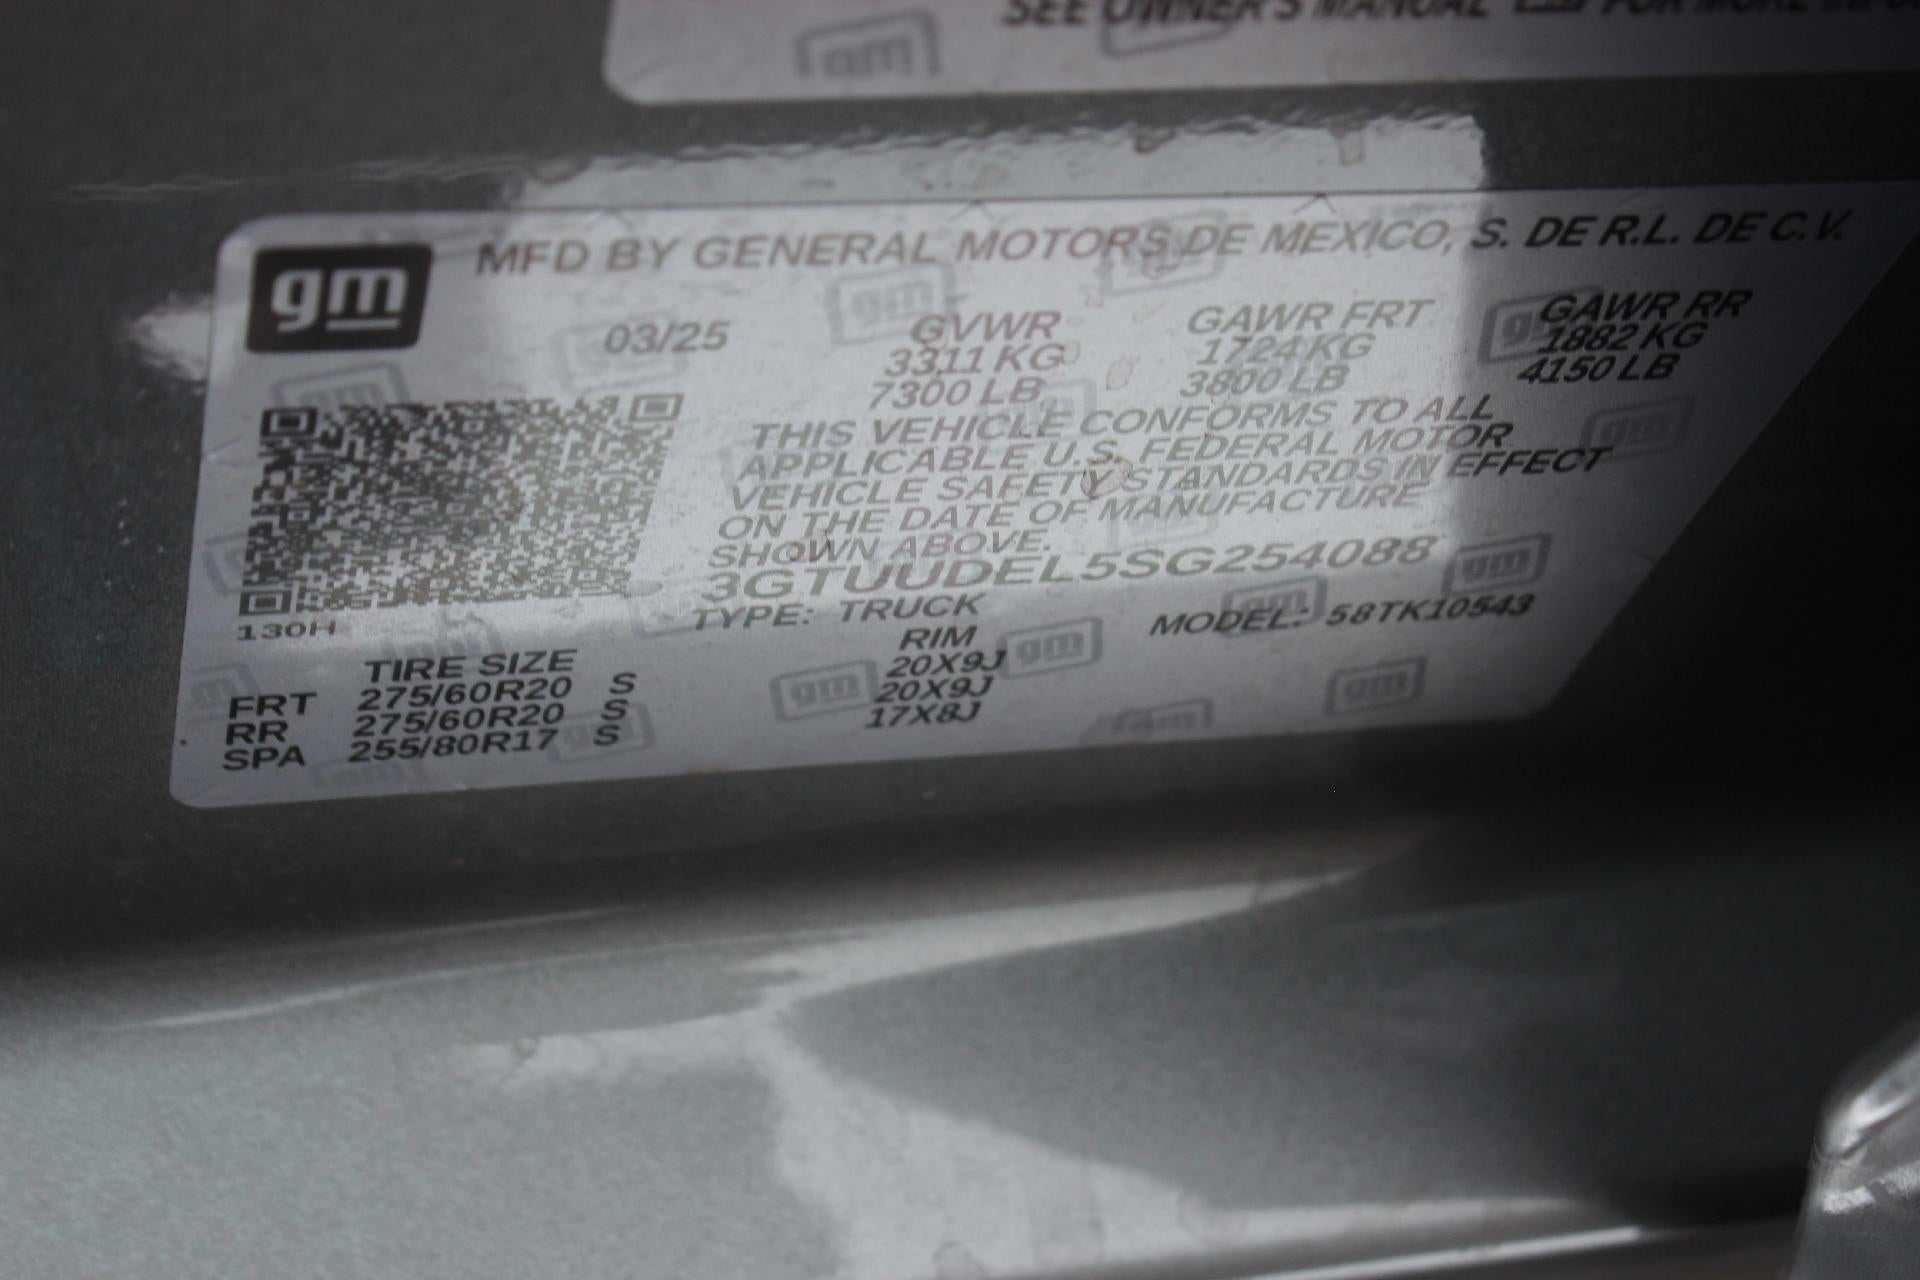 SEE OWNER'S MANUAL FOR MORE
gm
MFD BY GENERAL MOTORS DE MEXICO, S. DE R.L. DE C.V.
03/25 GVWR GAWR FRT GAWR RR
3311 KG 1724 KG 1882 KG
7300 LB 3800 LB 4150 LB
THIS VEHICLE CONFORMS TO ALL
APPLICABLE U.S. FEDERAL MOTOR
VEHICLE SAFETY STANDARDS IN EFFECT
ON THE DATE OF MANUFACTURE
SHOWN ABOVE.
3GTUUDEL5SG254088
130H TYPE: TRUCK MODEL: 58TK10543
TIRE SIZE RIM
FRT 275/60R20 S 20X9J
RR 275/60R20 S 20X9J
SPA 255/80R17 S 17X8J